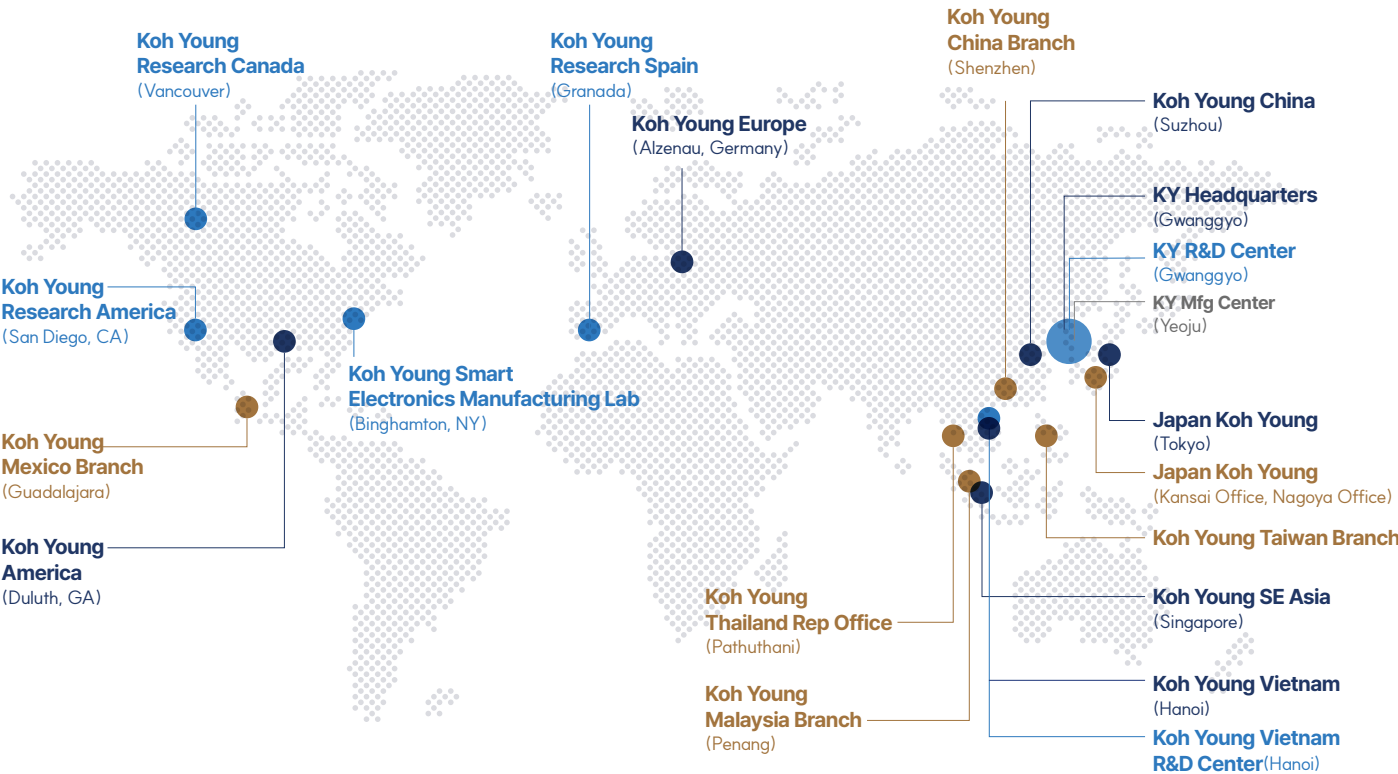 Koh Young
Research Canada
(Vancouver)
Koh Young
Research America
(San Diego, CA)
Koh Young
Mexico Branch
(Guadalajara)
Koh Young
America
(Duluth, GA)
Koh Young Smart
Electronics Manufacturing Lab
(Binghamton, NY)
Koh Young
Research Spain
(Granada)
Koh Young Europe
(Alzenau, Germany)
Koh Young
China Branch
(Shenzhen)
Koh Young China
(Suzhou)
KY Headquarters
(Gwanggyo)
KY R&D Center
(Gwanggyo)
KY Mfg Center
(Yeoju)
Japan Koh Young
(Tokyo)
Japan Koh Young
(Kansai Office, Nagoya Office)
Koh Young Taiwan Branch
Koh Young SE Asia
(Singapore)
Koh Young
Thailand Rep Office
(Pathuthani)
Koh Young
Malaysia Branch
(Penang)
Koh Young Vietnam
(Hanoi)
Koh Young Vietnam
R&D Center(Hanoi)